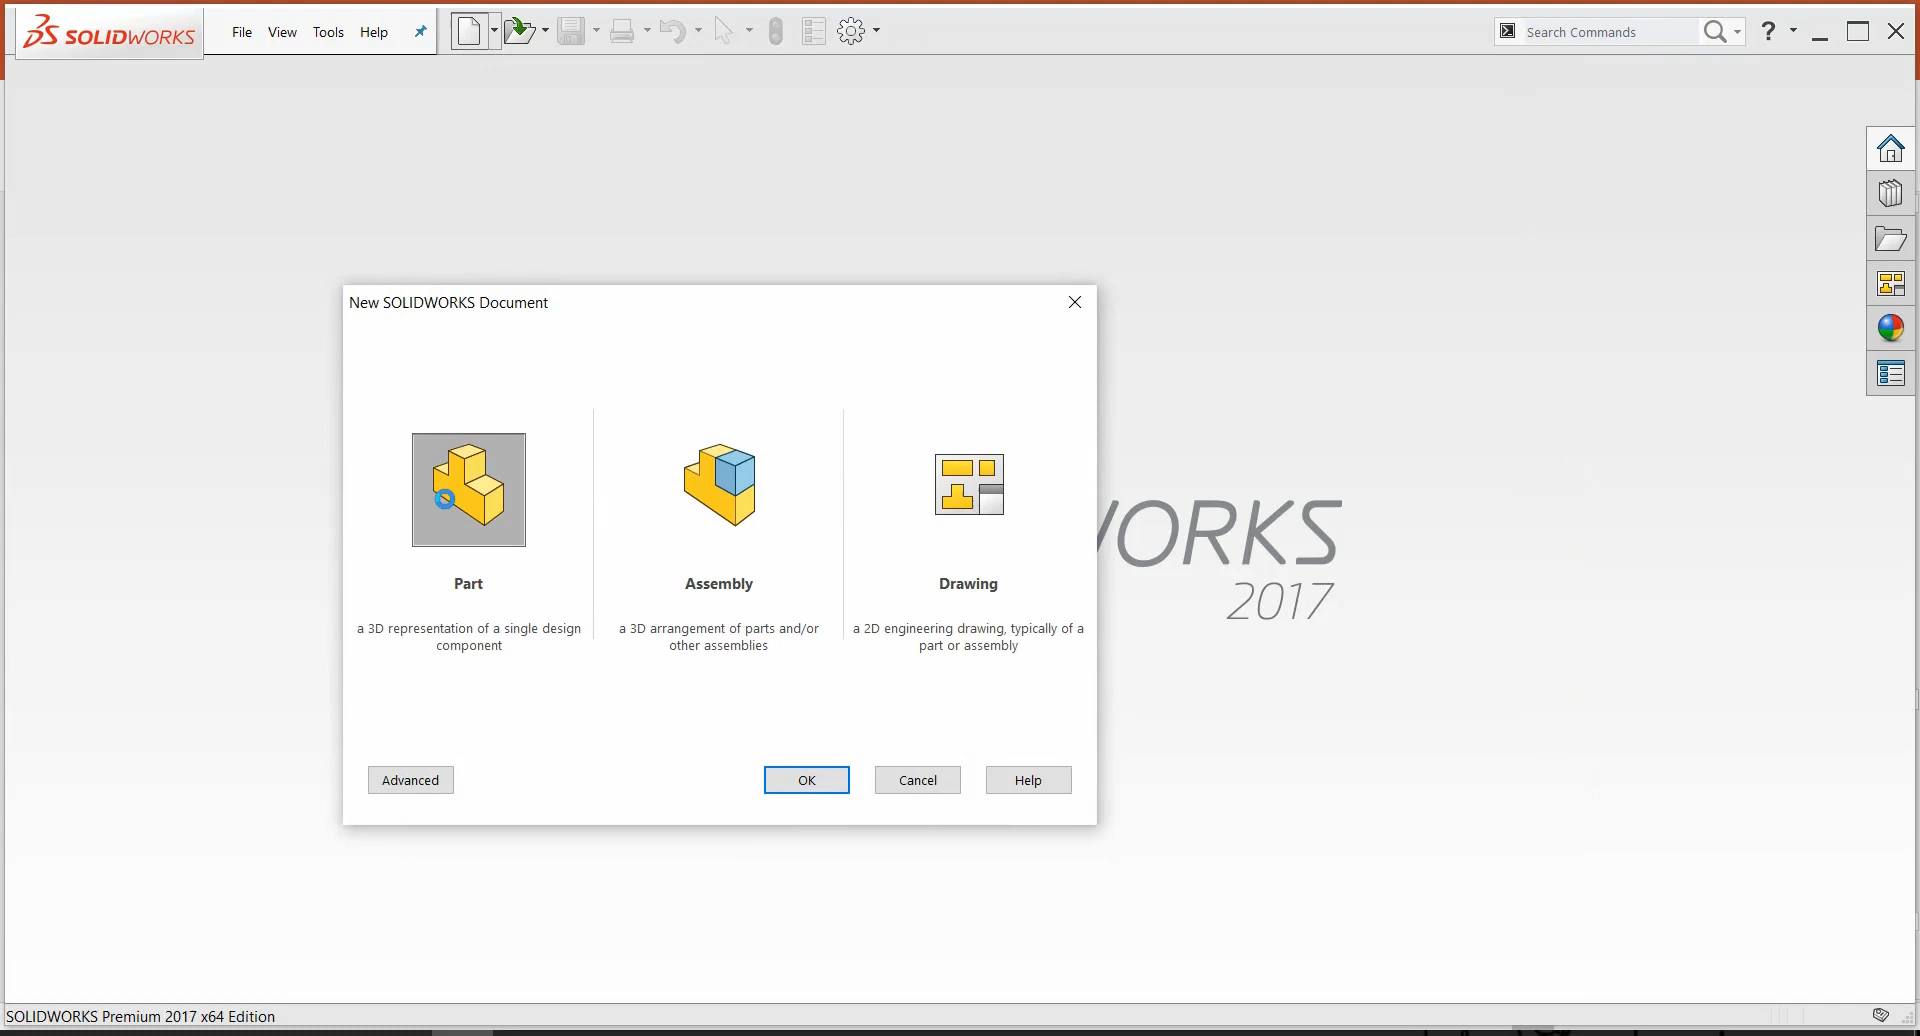 SOLIDWORKS
File View Tools Help
Search Commands
?
New SOLIDWORKS Document
WORKS
2017
Part
a 3D representation of a single design
component
Assembly
a 3D arrangement of parts and/or
other assemblies
Drawing
a 2D engineering drawing, typically of a
part or assembly
Advanced
OK
Cancel
Help
SOLIDWORKS Premium 2017 x64 Edition